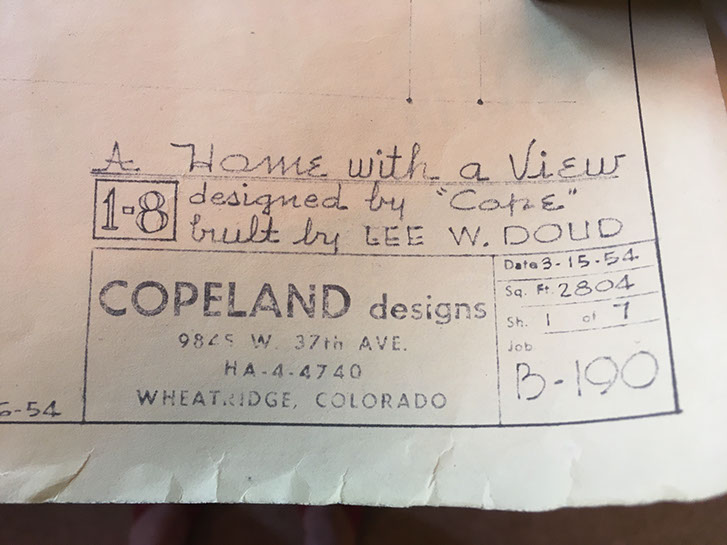 A Home with a View
1-8
designed by "Cope"
built by LEE W. DOUD
COPELAND designs
W. 37th AVE.
HA-4-4740
WHEATRIDGE, COLORADO
Date 3-15-54
Sq. Ft. 2804
Sh. 1 of 7
Job
B-190
-54